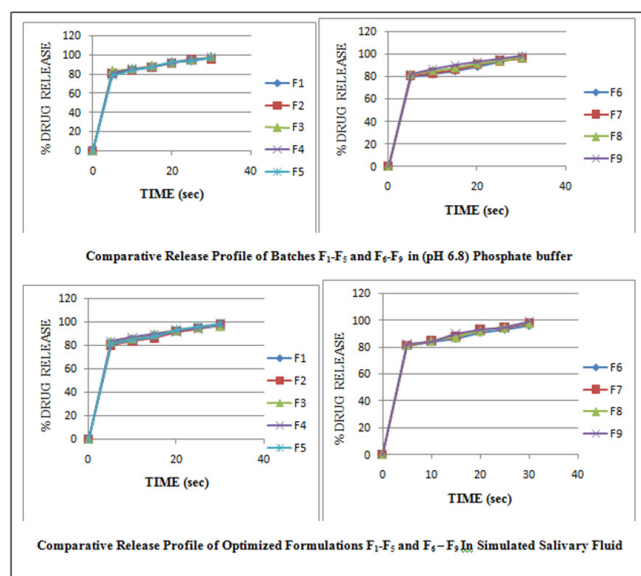 % DRUG RELEASE
120
100
80
60
40
20
0
0 20 40
TIME (sec)
F1
F2
F3
F4
F5
% DRUG RELEASE
120
100
80
60
40
20
0
0 20 40
TIME (sec)
F6
F7
F8
F9
Comparative Release Profile of Batches F₁-F₅ and F₆-F₉ in (pH 6.8) Phosphate buffer
% DRUG RELEASE
120
100
80
60
40
20
0
0 20 40
TIME (sec)
F1
F2
F3
F4
F5
% DRUG RELEASE
120
100
80
60
40
20
0
0 10 20 30 40
TIME (sec)
F6
F7
F8
F9
Comparative Release Profile of Optimized Formulations F₁-F₅ and F₆ – F₉ In Simulated Salivary Fluid